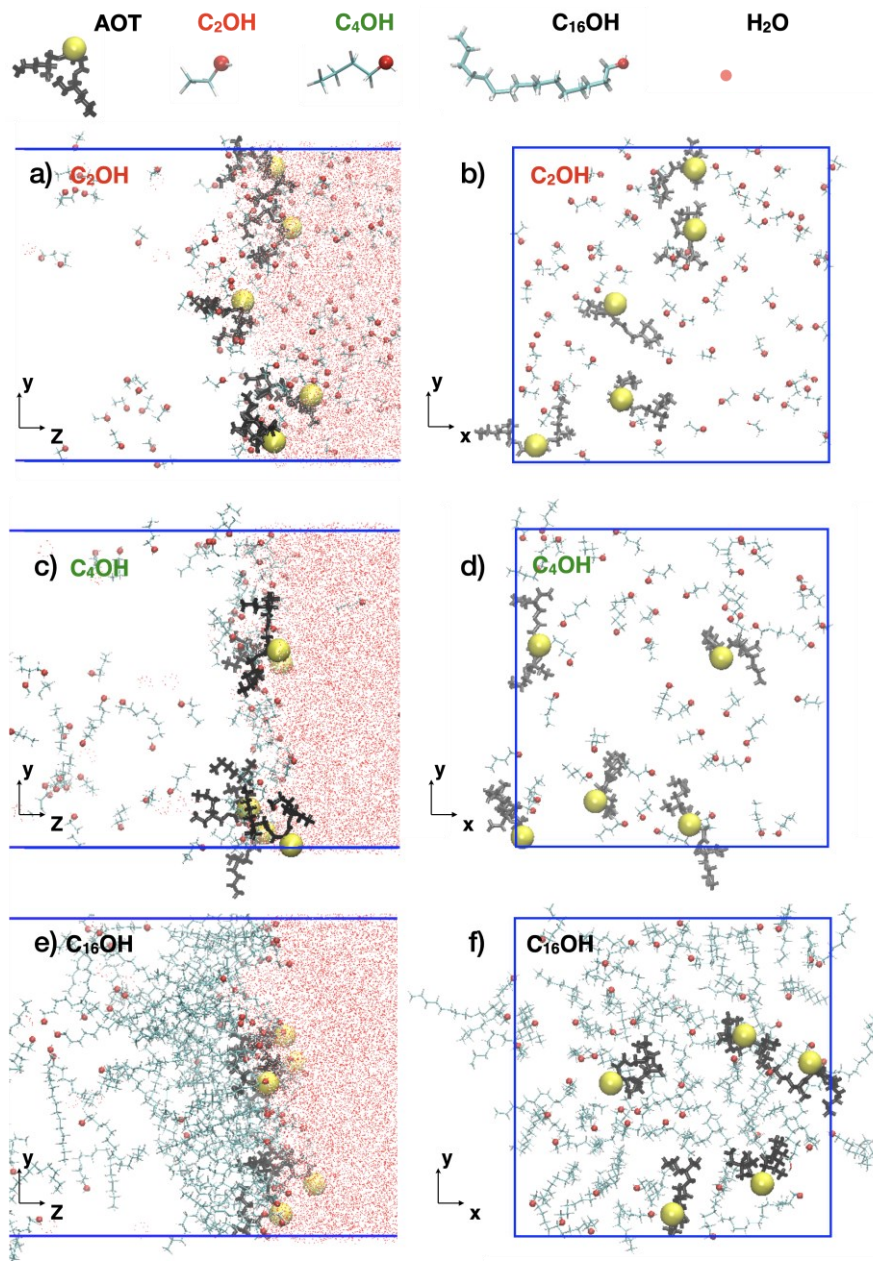 AOT C₂OH C₄OH C₁₆OH H₂O
a) C₂OH
y
z
b) C₂OH
y
x
c) C₄OH
y
z
d) C₄OH
y
x
e) C₁₆OH
y
z
f) C₁₆OH
y
x